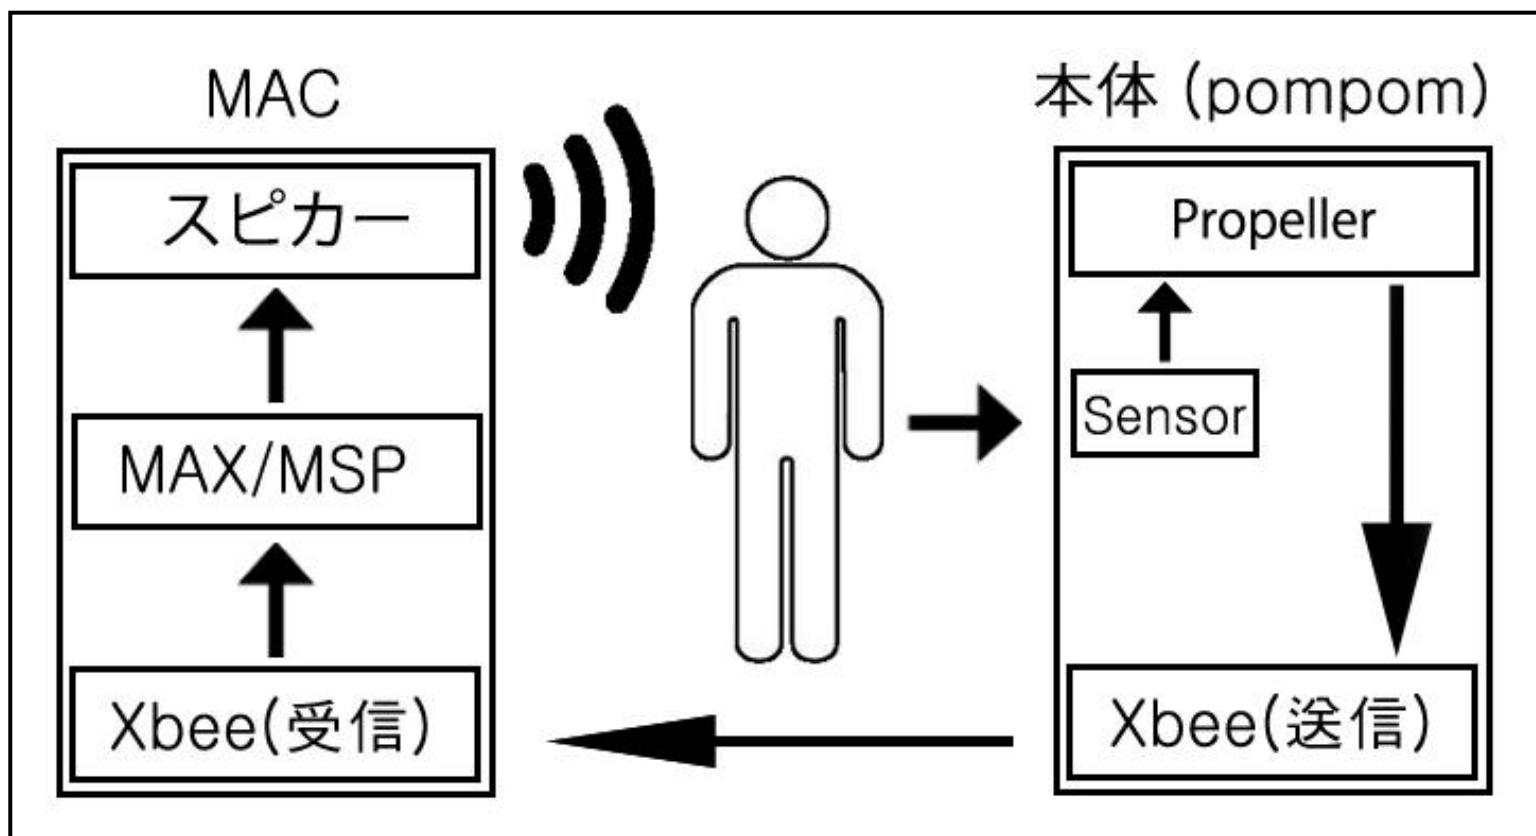 MAC
スピカー
MAX/MSP
Xbee(受信)
本体 (pompom)
Propeller
Sensor
Xbee(送信)